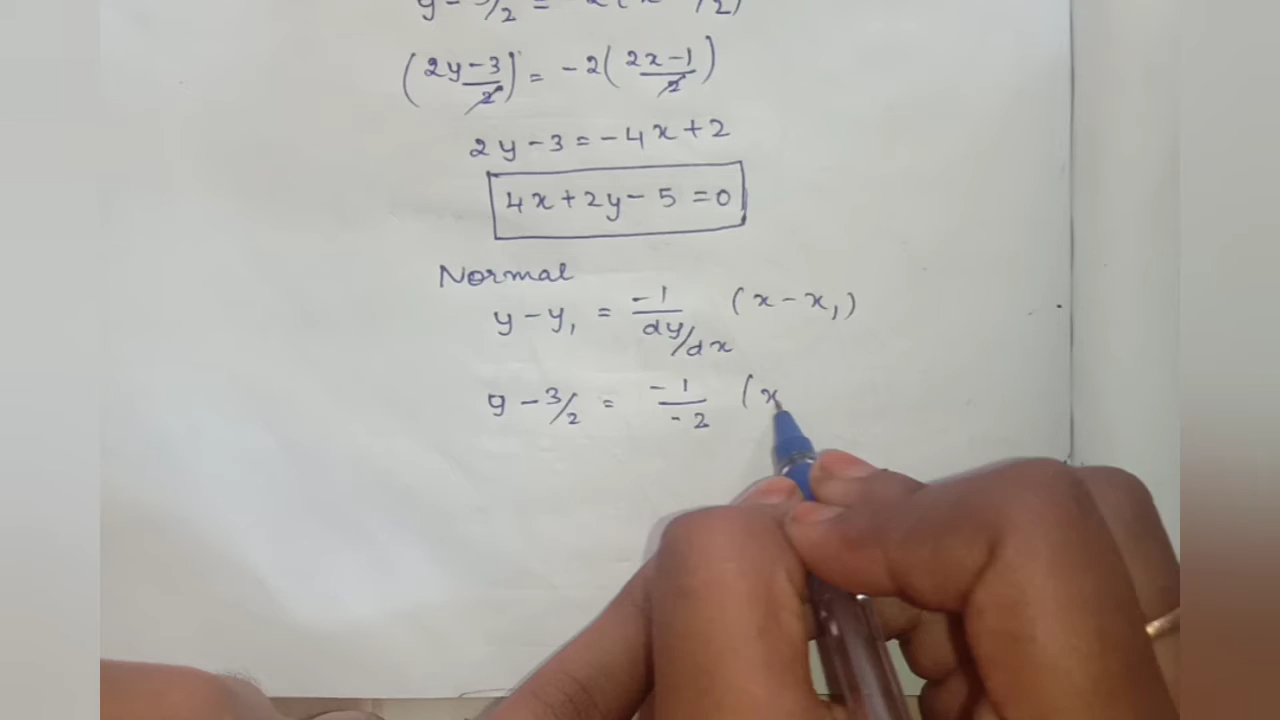 (2y-3/2) = -2(2x-1/2)
2y-3 = -4x+2
4x+2y-5 = 0
Normal
y-y₁ = -1/dy/dx (x-x₁)
y-3/2 = -1/-2 (x